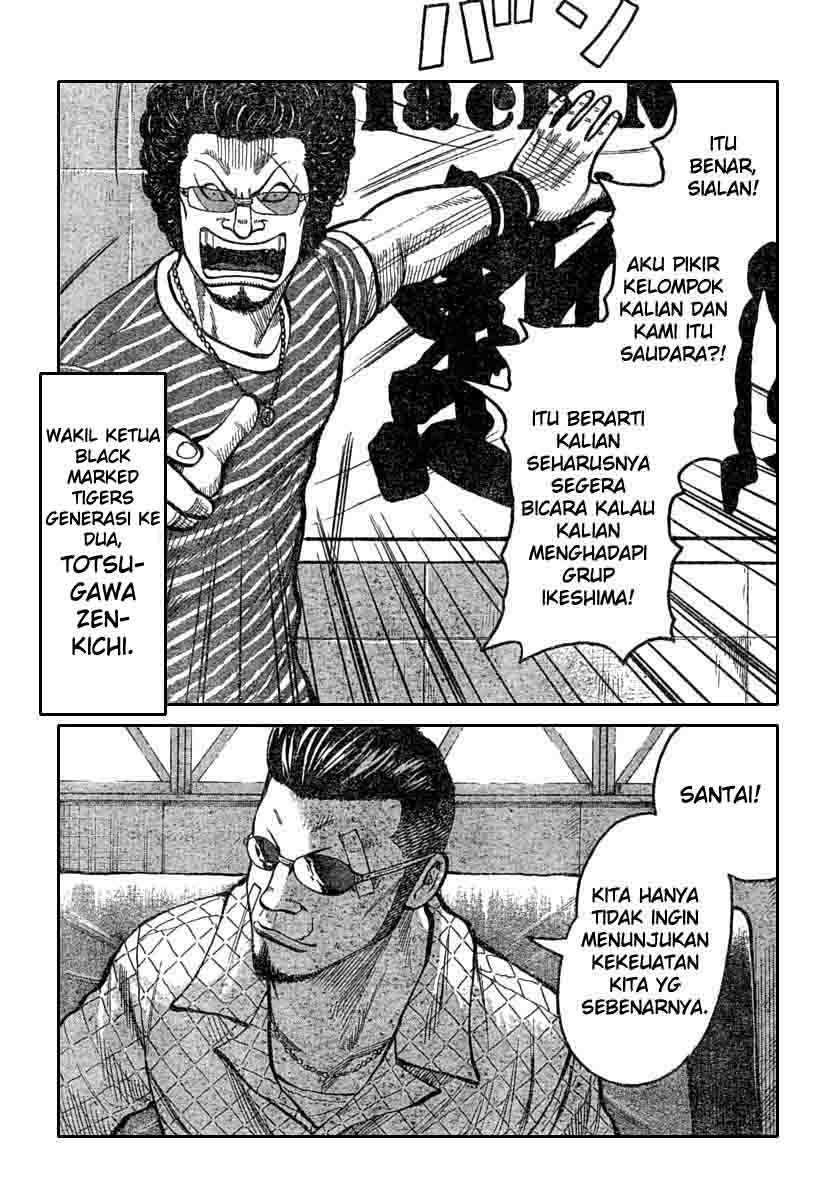 バン
lack M
ITU
BENAR,
SIALAN!
AKU PIKIR
KELOMPOK
KALIAN DAN
KAMI ITU
SAUDARA?!
ITU BERARTI
KALIAN
SEHARUSNYA
SEGERA
BICARA KALAU
KALIAN
MENGHADAPI
GRUP
IKESHIMA!
WAKIL KETUA
BLACK
MARKED
TIGERS
GENERASI KE
DUA,
TOTSU-
GAWA
ZEN-
KICHI.
SANTAI!
KITA HANYA
TIDAK INGIN
MENUNJUKAN
KEKEUATAN
KITA YG
SEBENARNYA.